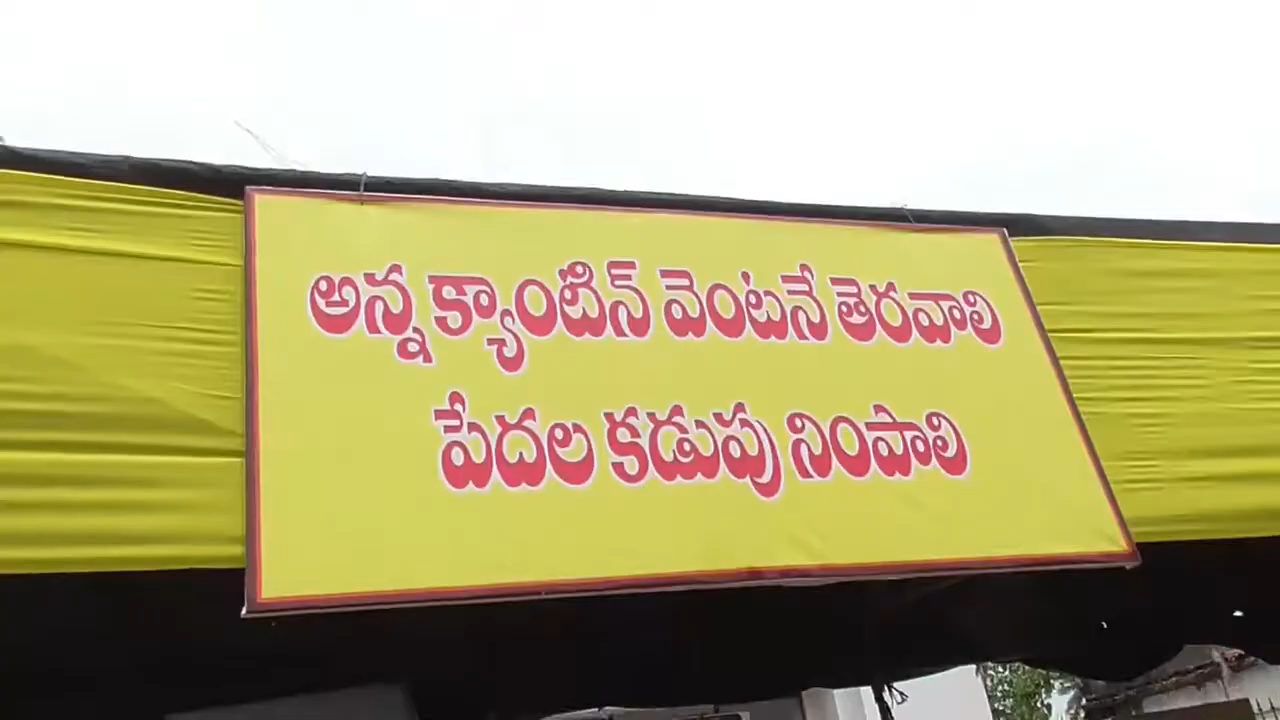 అన్న క్యాంటిన్ వెంటనే తెరవాలి
పేదల కడుపు నింపాలి